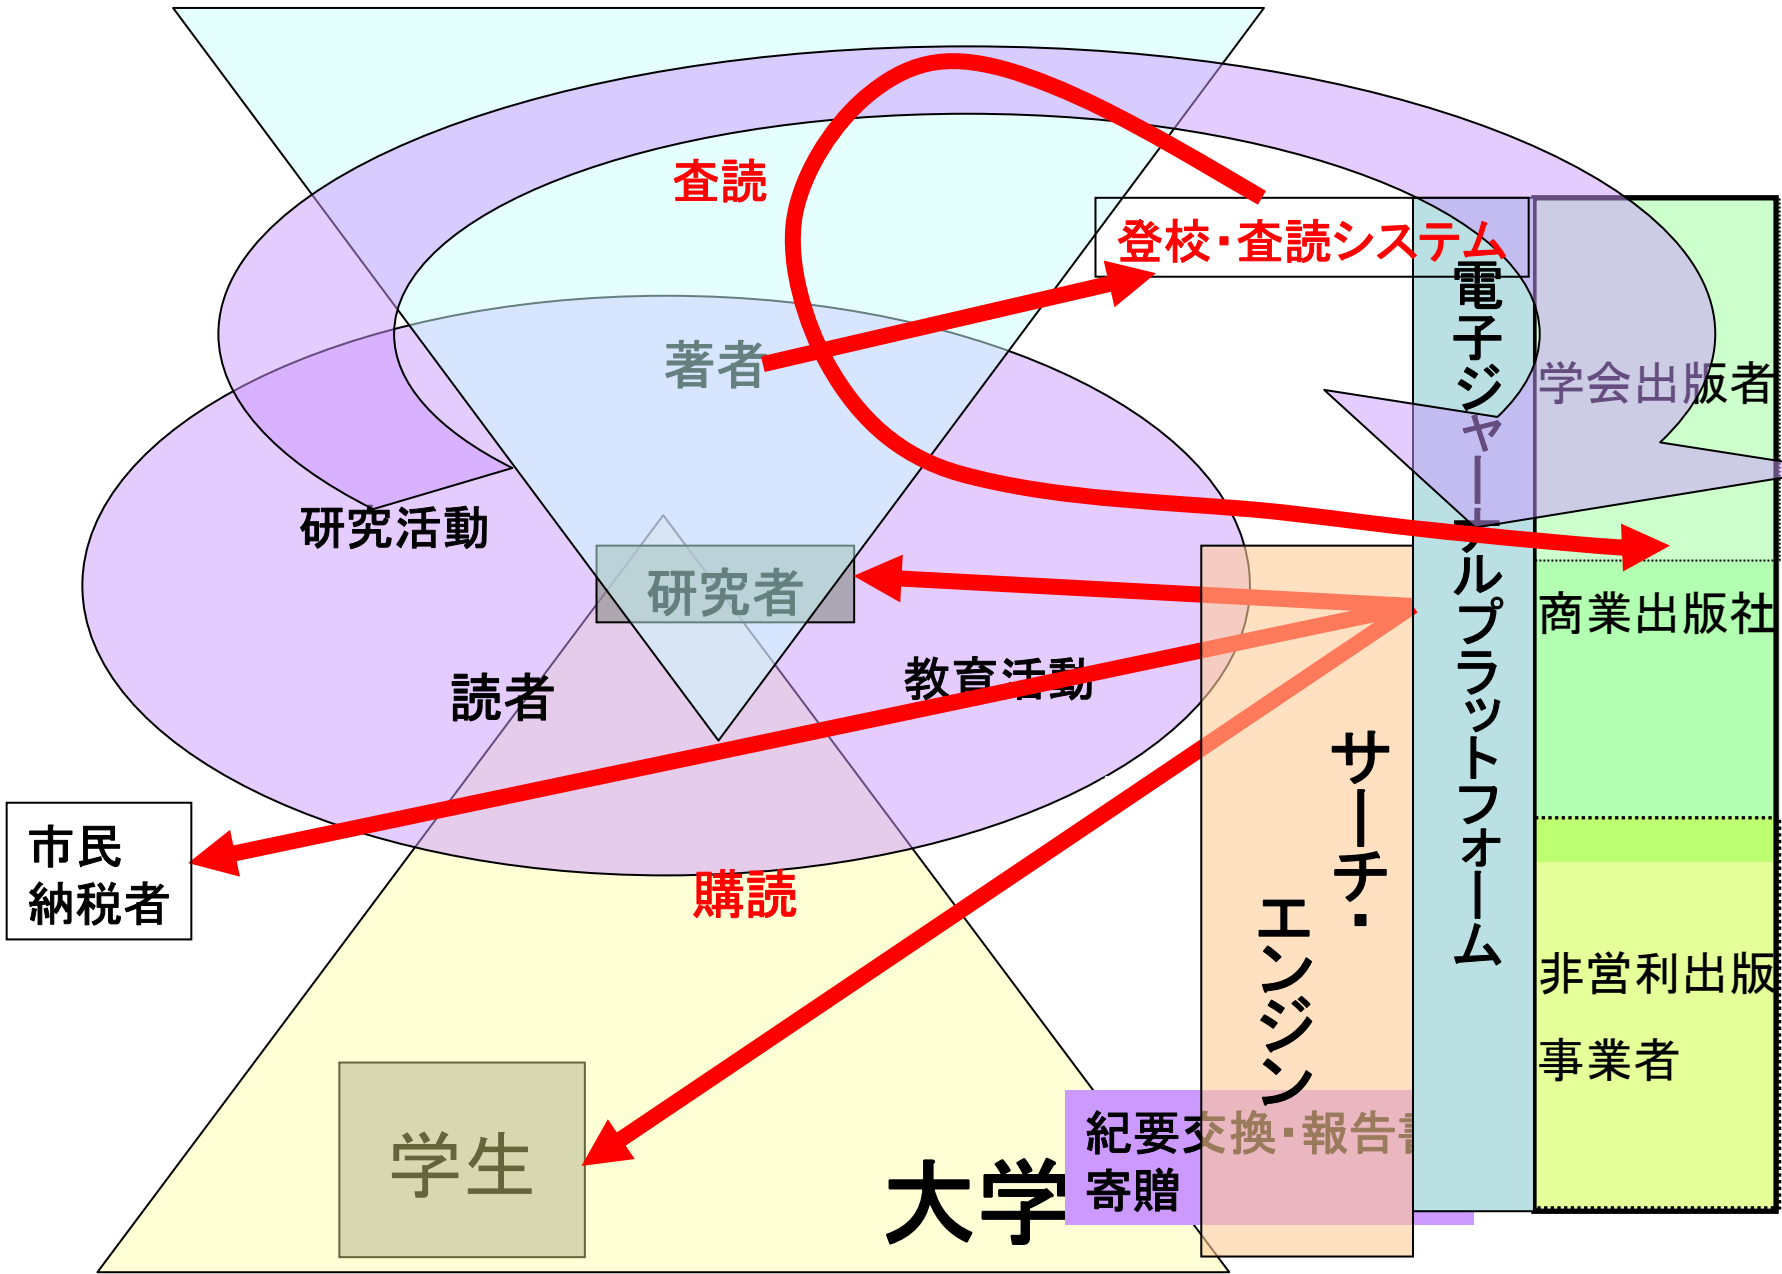 査読
登校・査読システム
著者
学会出版者
研究活動
研究者
電子ジャーナルプラットフォーム
商業出版社
読者
教育活動
サーチ・
エンジン
市民
納税者
購読
非営利出版
事業者
学生
大学
紀要交換・報告書
寄贈